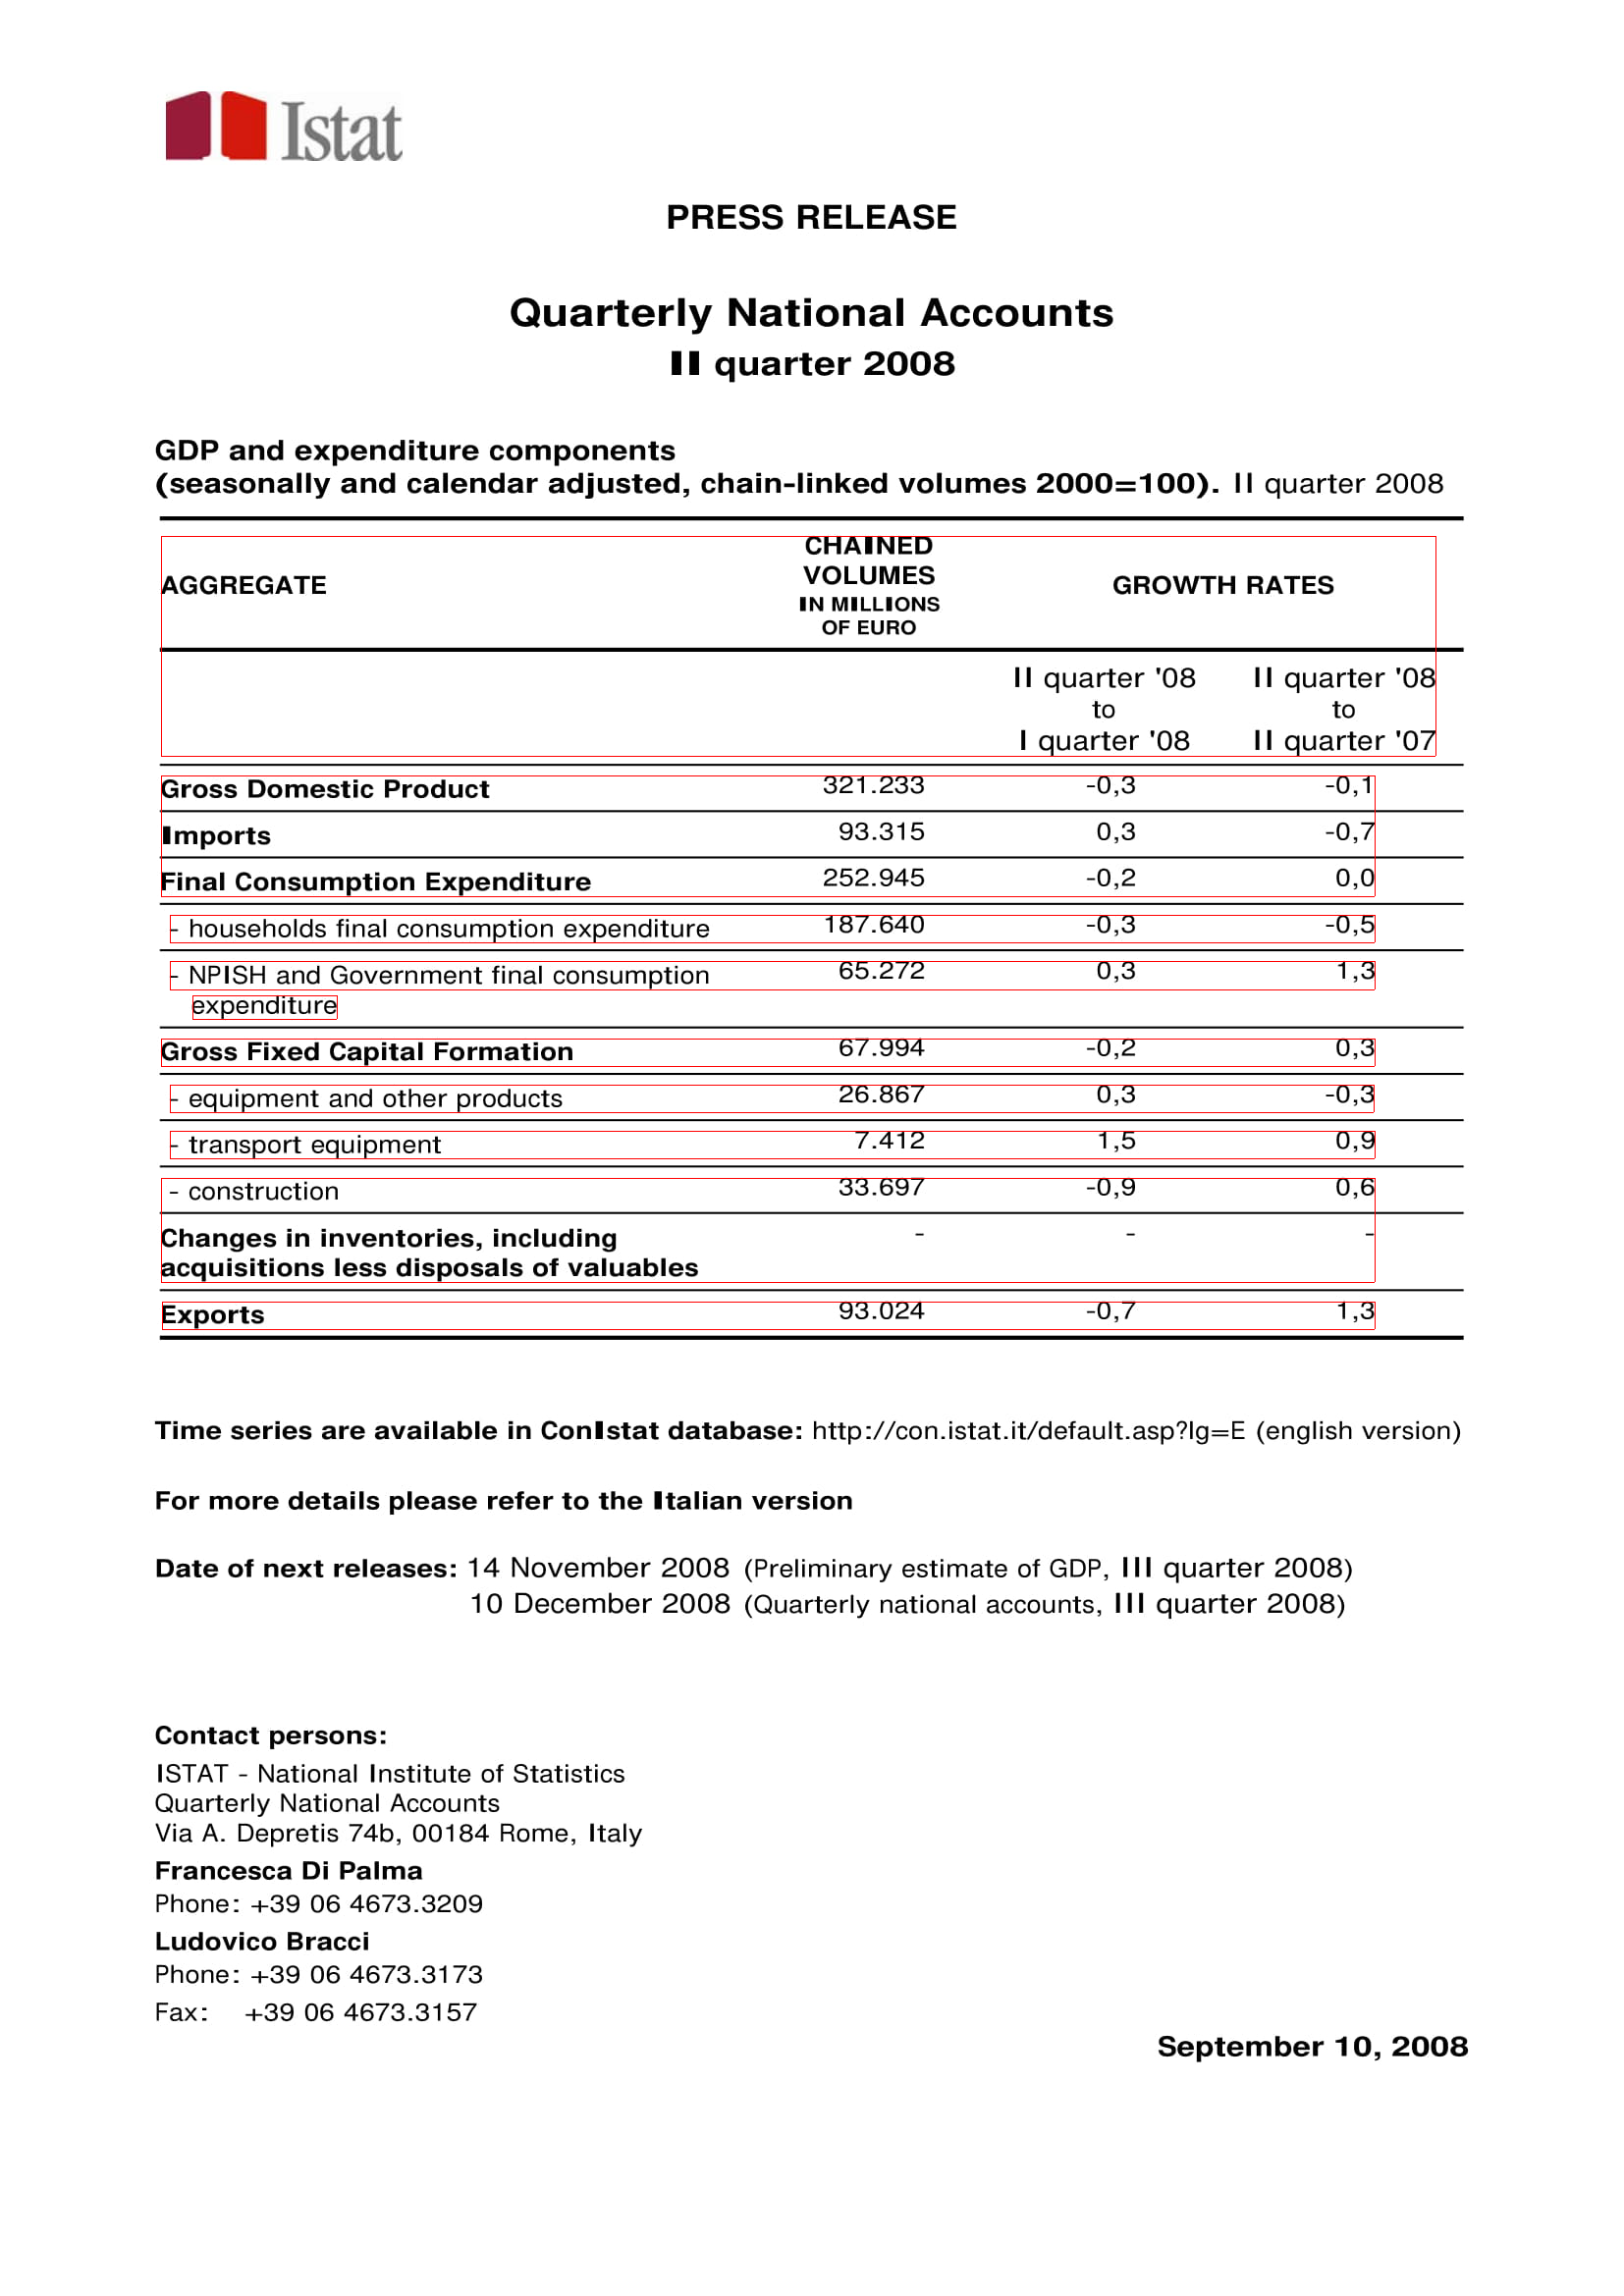 Istat
PRESS RELEASE
Quarterly National Accounts
II quarter 2008
GDP and expenditure components
(seasonally and calendar adjusted, chain-linked volumes 2000=100). II quarter 2008
AGGREGATE CHAINED VOLUMES IN MILLIONS OF EURO GROWTH RATES
II quarter '08 to I quarter '08 II quarter '08 to II quarter '07
Gross Domestic Product 321.233 -0,3 -0,1
Imports 93.315 0,3 -0,7
Final Consumption Expenditure 252.945 -0,2 0,0
- households final consumption expenditure 187.640 -0,3 -0,5
- NPISH and Government final consumption 65.272 0,3 1,3
expenditure
Gross Fixed Capital Formation 67.994 -0,2 0,3
- equipment and other products 26.867 0,3 -0,3
- transport equipment 7.412 1,5 0,9
- construction 33.697 -0,9 0,6
Changes in inventories, including - - -
acquisitions less disposals of valuables
Exports 93.024 -0,7 1,3
Time series are available in ConIstat database: http://con.istat.it/default.asp?lg=E (english version)
For more details please refer to the Italian version
Date of next releases: 14 November 2008 (Preliminary estimate of GDP, III quarter 2008)
10 December 2008 (Quarterly national accounts, III quarter 2008)
Contact persons:
ISTAT - National Institute of Statistics
Quarterly National Accounts
Via A. Depretis 74b, 00184 Rome, Italy
Francesca Di Palma
Phone: +39 06 4673.3209
Ludovico Bracci
Phone: +39 06 4673.3173
Fax: +39 06 4673.3157
September 10, 2008